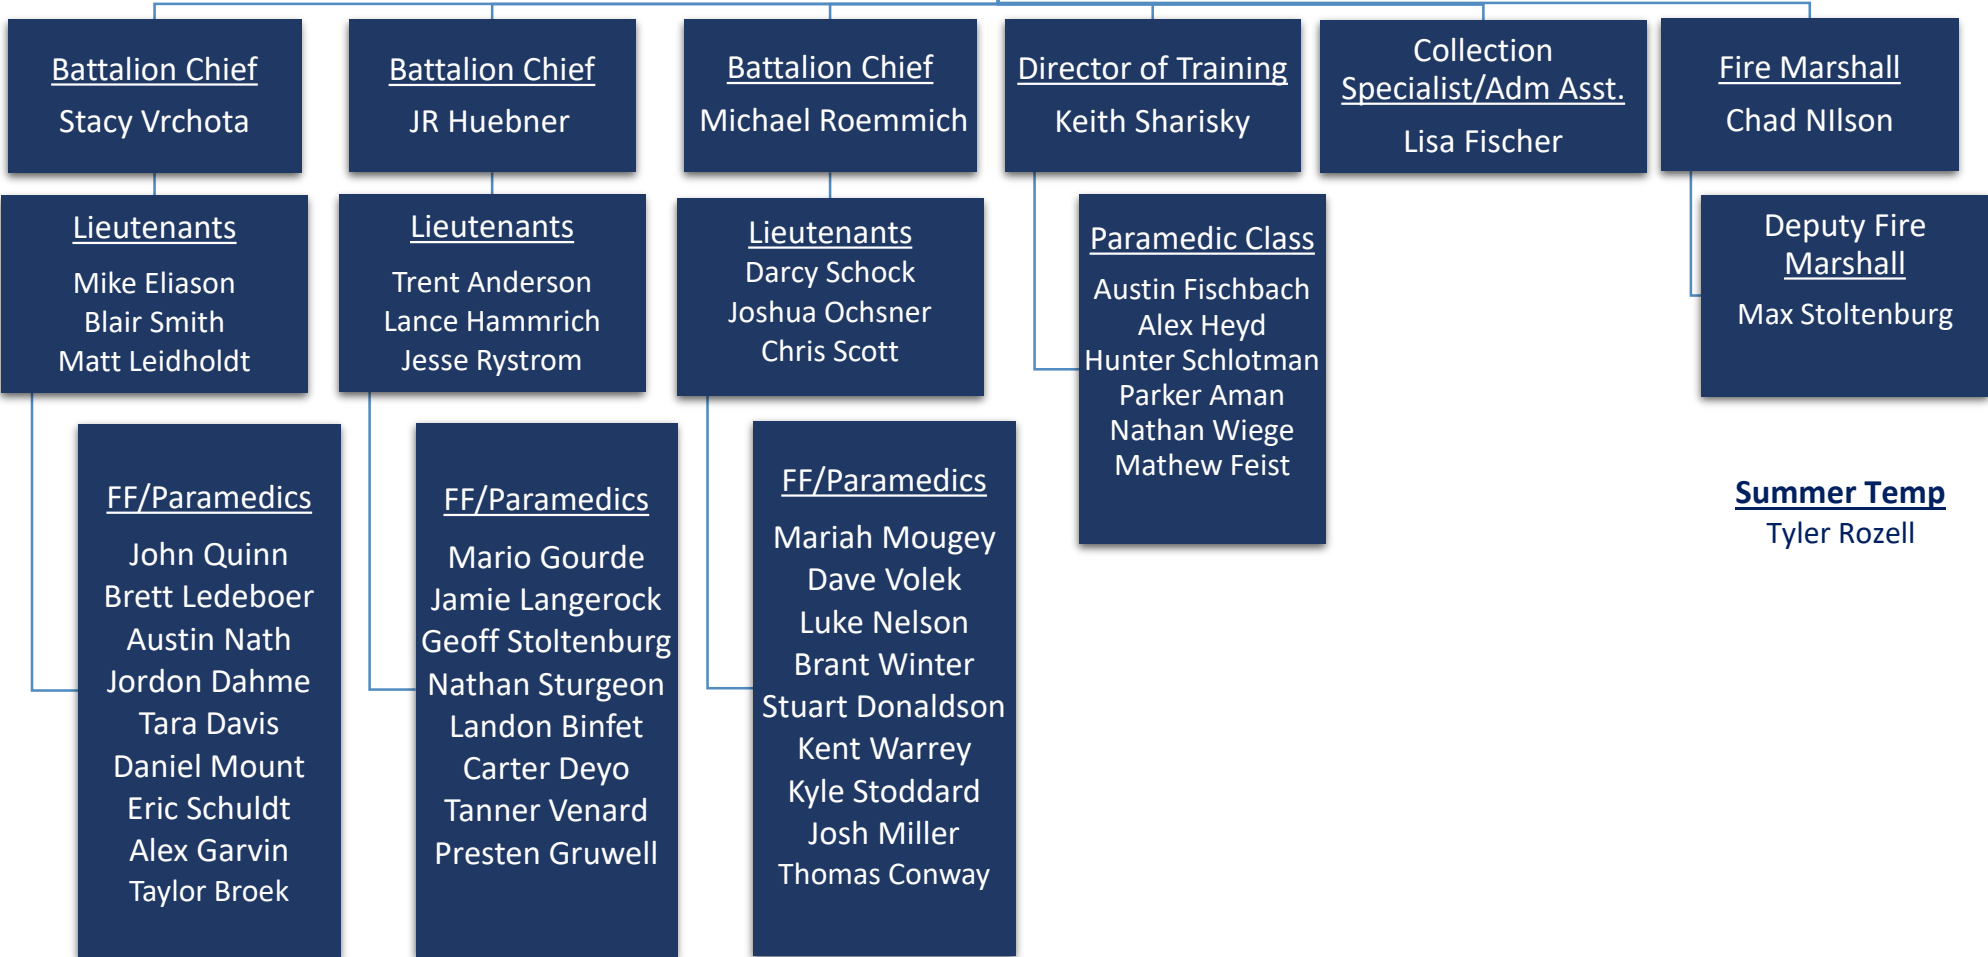 Battalion Chief
Stacy Vrchota
Battalion Chief
JR Huebner
Battalion Chief
Michael Roemmich
Director of Training
Keith Sharisky
Collection
Specialist/Adm Asst.
Lisa Fischer
Fire Marshall
Chad NIlson
Lieutenants
Mike Eliason
Blair Smith
Matt Leidholdt
Lieutenants
Trent Anderson
Lance Hammrich
Jesse Rystrom
Lieutenants
Darcy Schock
Joshua Ochsner
Chris Scott
Paramedic Class
Austin Fischbach
Alex Heyd
Hunter Schlotman
Parker Aman
Nathan Wiege
Mathew Feist
Deputy Fire
Marshall
Max Stoltenburg
FF/Paramedics
John Quinn
Brett Ledeboer
Austin Nath
Jordon Dahme
Tara Davis
Daniel Mount
Eric Schuldt
Alex Garvin
Taylor Broek
FF/Paramedics
Mario Gourde
Jamie Langerock
Geoff Stoltenburg
Nathan Sturgeon
Landon Binfet
Carter Deyo
Tanner Venard
Presten Gruwell
FF/Paramedics
Mariah Mougey
Dave Volek
Luke Nelson
Brant Winter
Stuart Donaldson
Kent Warrey
Kyle Stoddard
Josh Miller
Thomas Conway
Summer Temp
Tyler Rozell